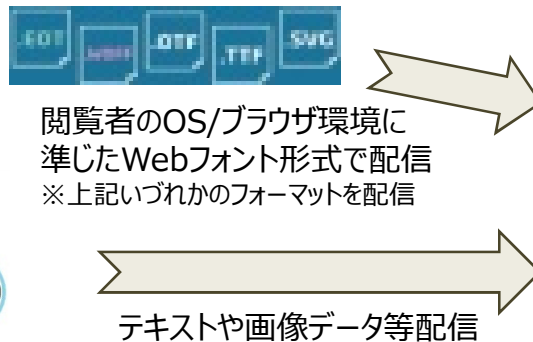 .EOT .WOFF .OTF .TTF .SVG
閲覧者のOS/ブラウザ環境に
準じたWebフォント形式で配信
※上記いづれかのフォーマットを配信
テキストや画像データ等配信